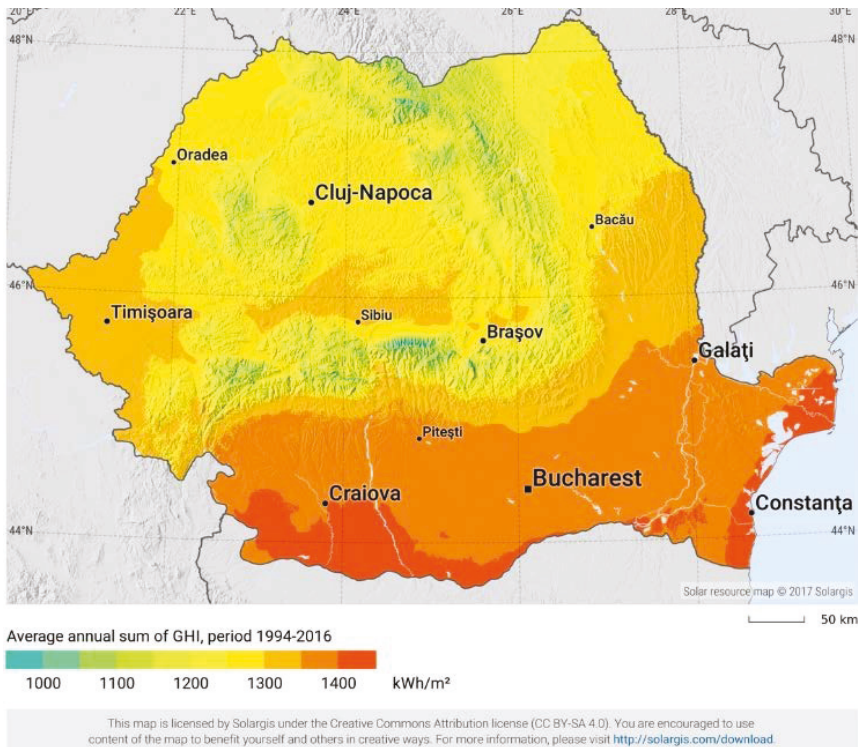 20°E 22°E 24°E 26°E 28°E 30°E
48°N 48°N
Oradea
Cluj-Napoca
Bacău
46°N 46°N
Timişoara
Sibiu
Braşov
Galaţi
Piteşti
Bucharest
Craiova
Constanţa
44°N 44°N
Solar resource map © 2017 Solargis
50 km
Average annual sum of GHI, period 1994-2016
1000 1100 1200 1300 1400 kWh/m²
This map is licensed by Solargis under the Creative Commons Attribution license (CC BY-SA 4.0). You are encouraged to use
content of the map to benefit yourself and others in creative ways. For more information, please visit http://solargis.com/download.